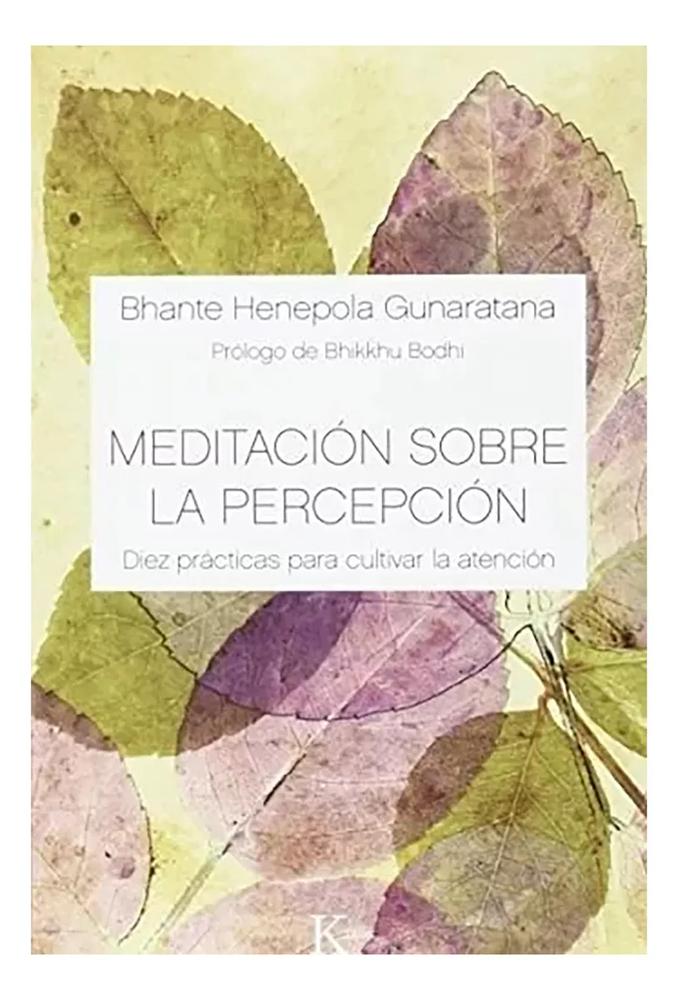 Bhante Henepola Gunaratana
Prólogo de Bhikkhu Bodhi
MEDITACIÓN SOBRE
LA PERCEPCIÓN
Diez prácticas para cultivar la atención
K